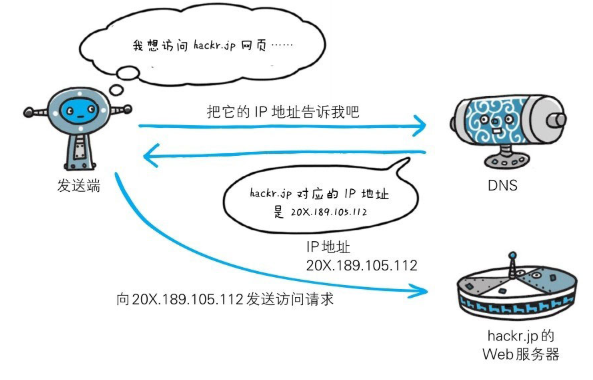 我想访问 hackr.jp 网页……
把它的 IP 地址告诉我吧
发送端
DNS
hackr.jp 对应的 IP 地址
是 20X.189.105.112
IP 地址
20X.189.105.112
向 20X.189.105.112 发送访问请求
hackr.jp 的
Web 服务器